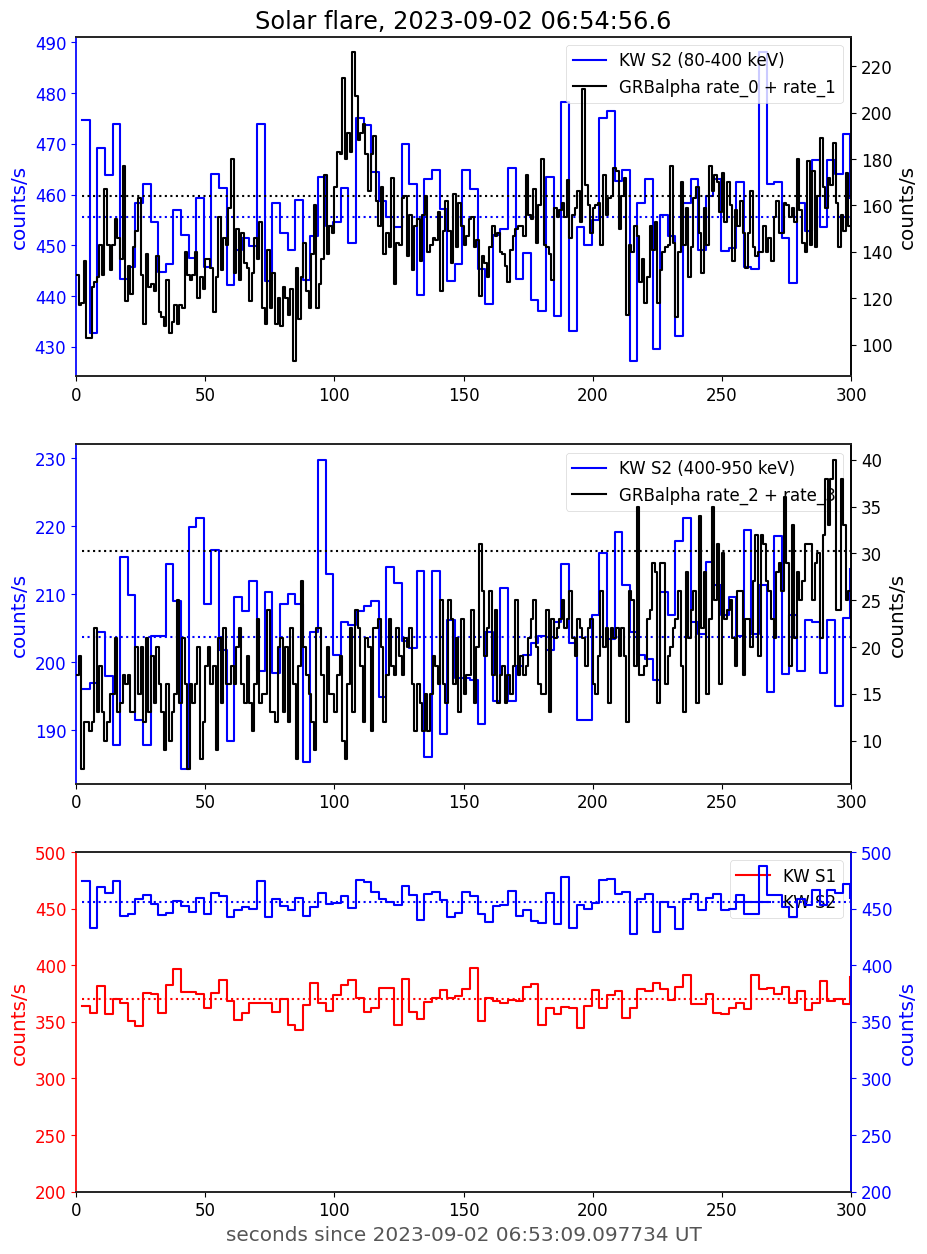 Solar flare, 2023-09-02 06:54:56.6
490
480
470
460
450
440
430
counts/s
KW S2 (80-400 keV)
GRBalpha rate_0 + rate_1
220
200
180
160
140
120
100
counts/s
0 50 100 150 200 250 300
230
220
210
200
190
counts/s
KW S2 (400-950 keV)
GRBalpha rate_2 + rate_3
40
35
30
25
20
15
10
counts/s
0 50 100 150 200 250 300
500
450
400
350
300
250
200
counts/s
KW S1
KW S2
500
450
400
350
300
250
200
counts/s
0 50 100 150 200 250 300
seconds since 2023-09-02 06:53:09.097734 UT